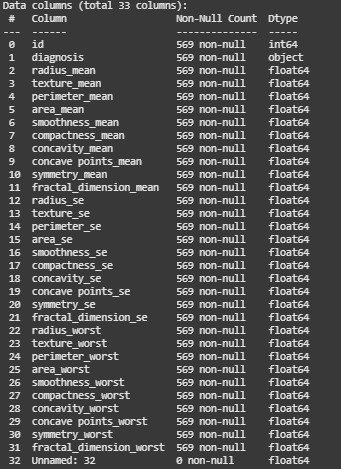 Data columns (total 33 columns):
 #   Column                   Non-Null Count  Dtype
---  ------                   --------------  -----
 0   id                       569 non-null    int64
 1   diagnosis                569 non-null    object
 2   radius_mean              569 non-null    float64
 3   texture_mean             569 non-null    float64
 4   perimeter_mean           569 non-null    float64
 5   area_mean                569 non-null    float64
 6   smoothness_mean          569 non-null    float64
 7   compactness_mean         569 non-null    float64
 8   concavity_mean           569 non-null    float64
 9   concave points_mean      569 non-null    float64
 10  symmetry_mean            569 non-null    float64
 11  fractal_dimension_mean   569 non-null    float64
 12  radius_se                569 non-null    float64
 13  texture_se               569 non-null    float64
 14  perimeter_se             569 non-null    float64
 15  area_se                  569 non-null    float64
 16  smoothness_se            569 non-null    float64
 17  compactness_se           569 non-null    float64
 18  concavity_se             569 non-null    float64
 19  concave points_se        569 non-null    float64
 20  symmetry_se              569 non-null    float64
 21  fractal_dimension_se     569 non-null    float64
 22  radius_worst             569 non-null    float64
 23  texture_worst            569 non-null    float64
 24  perimeter_worst          569 non-null    float64
 25  area_worst               569 non-null    float64
 26  smoothness_worst         569 non-null    float64
 27  compactness_worst        569 non-null    float64
 28  concavity_worst          569 non-null    float64
 29  concave points_worst     569 non-null    float64
 30  symmetry_worst           569 non-null    float64
 31  fractal_dimension_worst  569 non-null    float64
 32  Unnamed: 32              0 non-null      float64